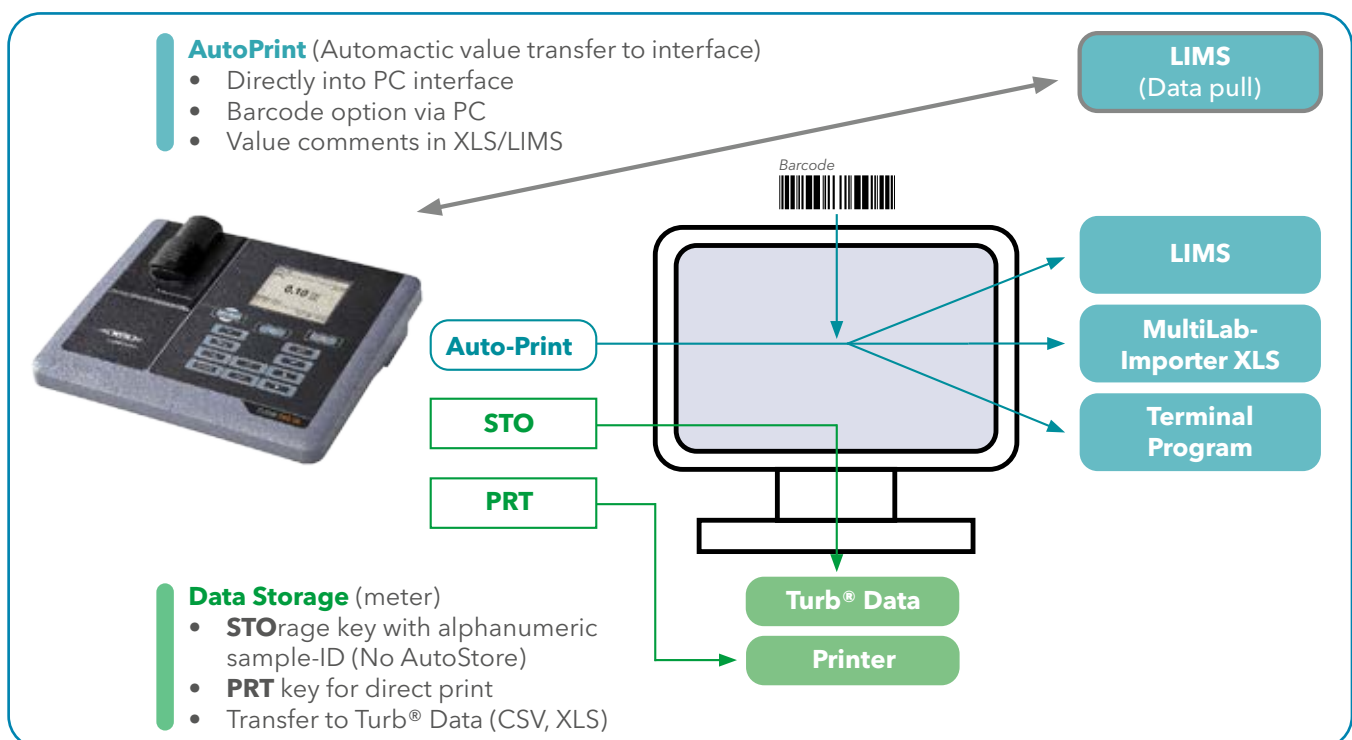 AutoPrint (Automactic value transfer to interface)
• Directly into PC interface
• Barcode option via PC
• Value comments in XLS/LIMS
LIMS
(Data pull)
Barcode
0.10
Auto-Print
STO
PRT
LIMS
MultiLab-
Importer XLS
Terminal
Program
Turb® Data
Printer
Data Storage (meter)
• STOrage key with alphanumeric
sample-ID (No AutoStore)
• PRT key for direct print
• Transfer to Turb® Data (CSV, XLS)